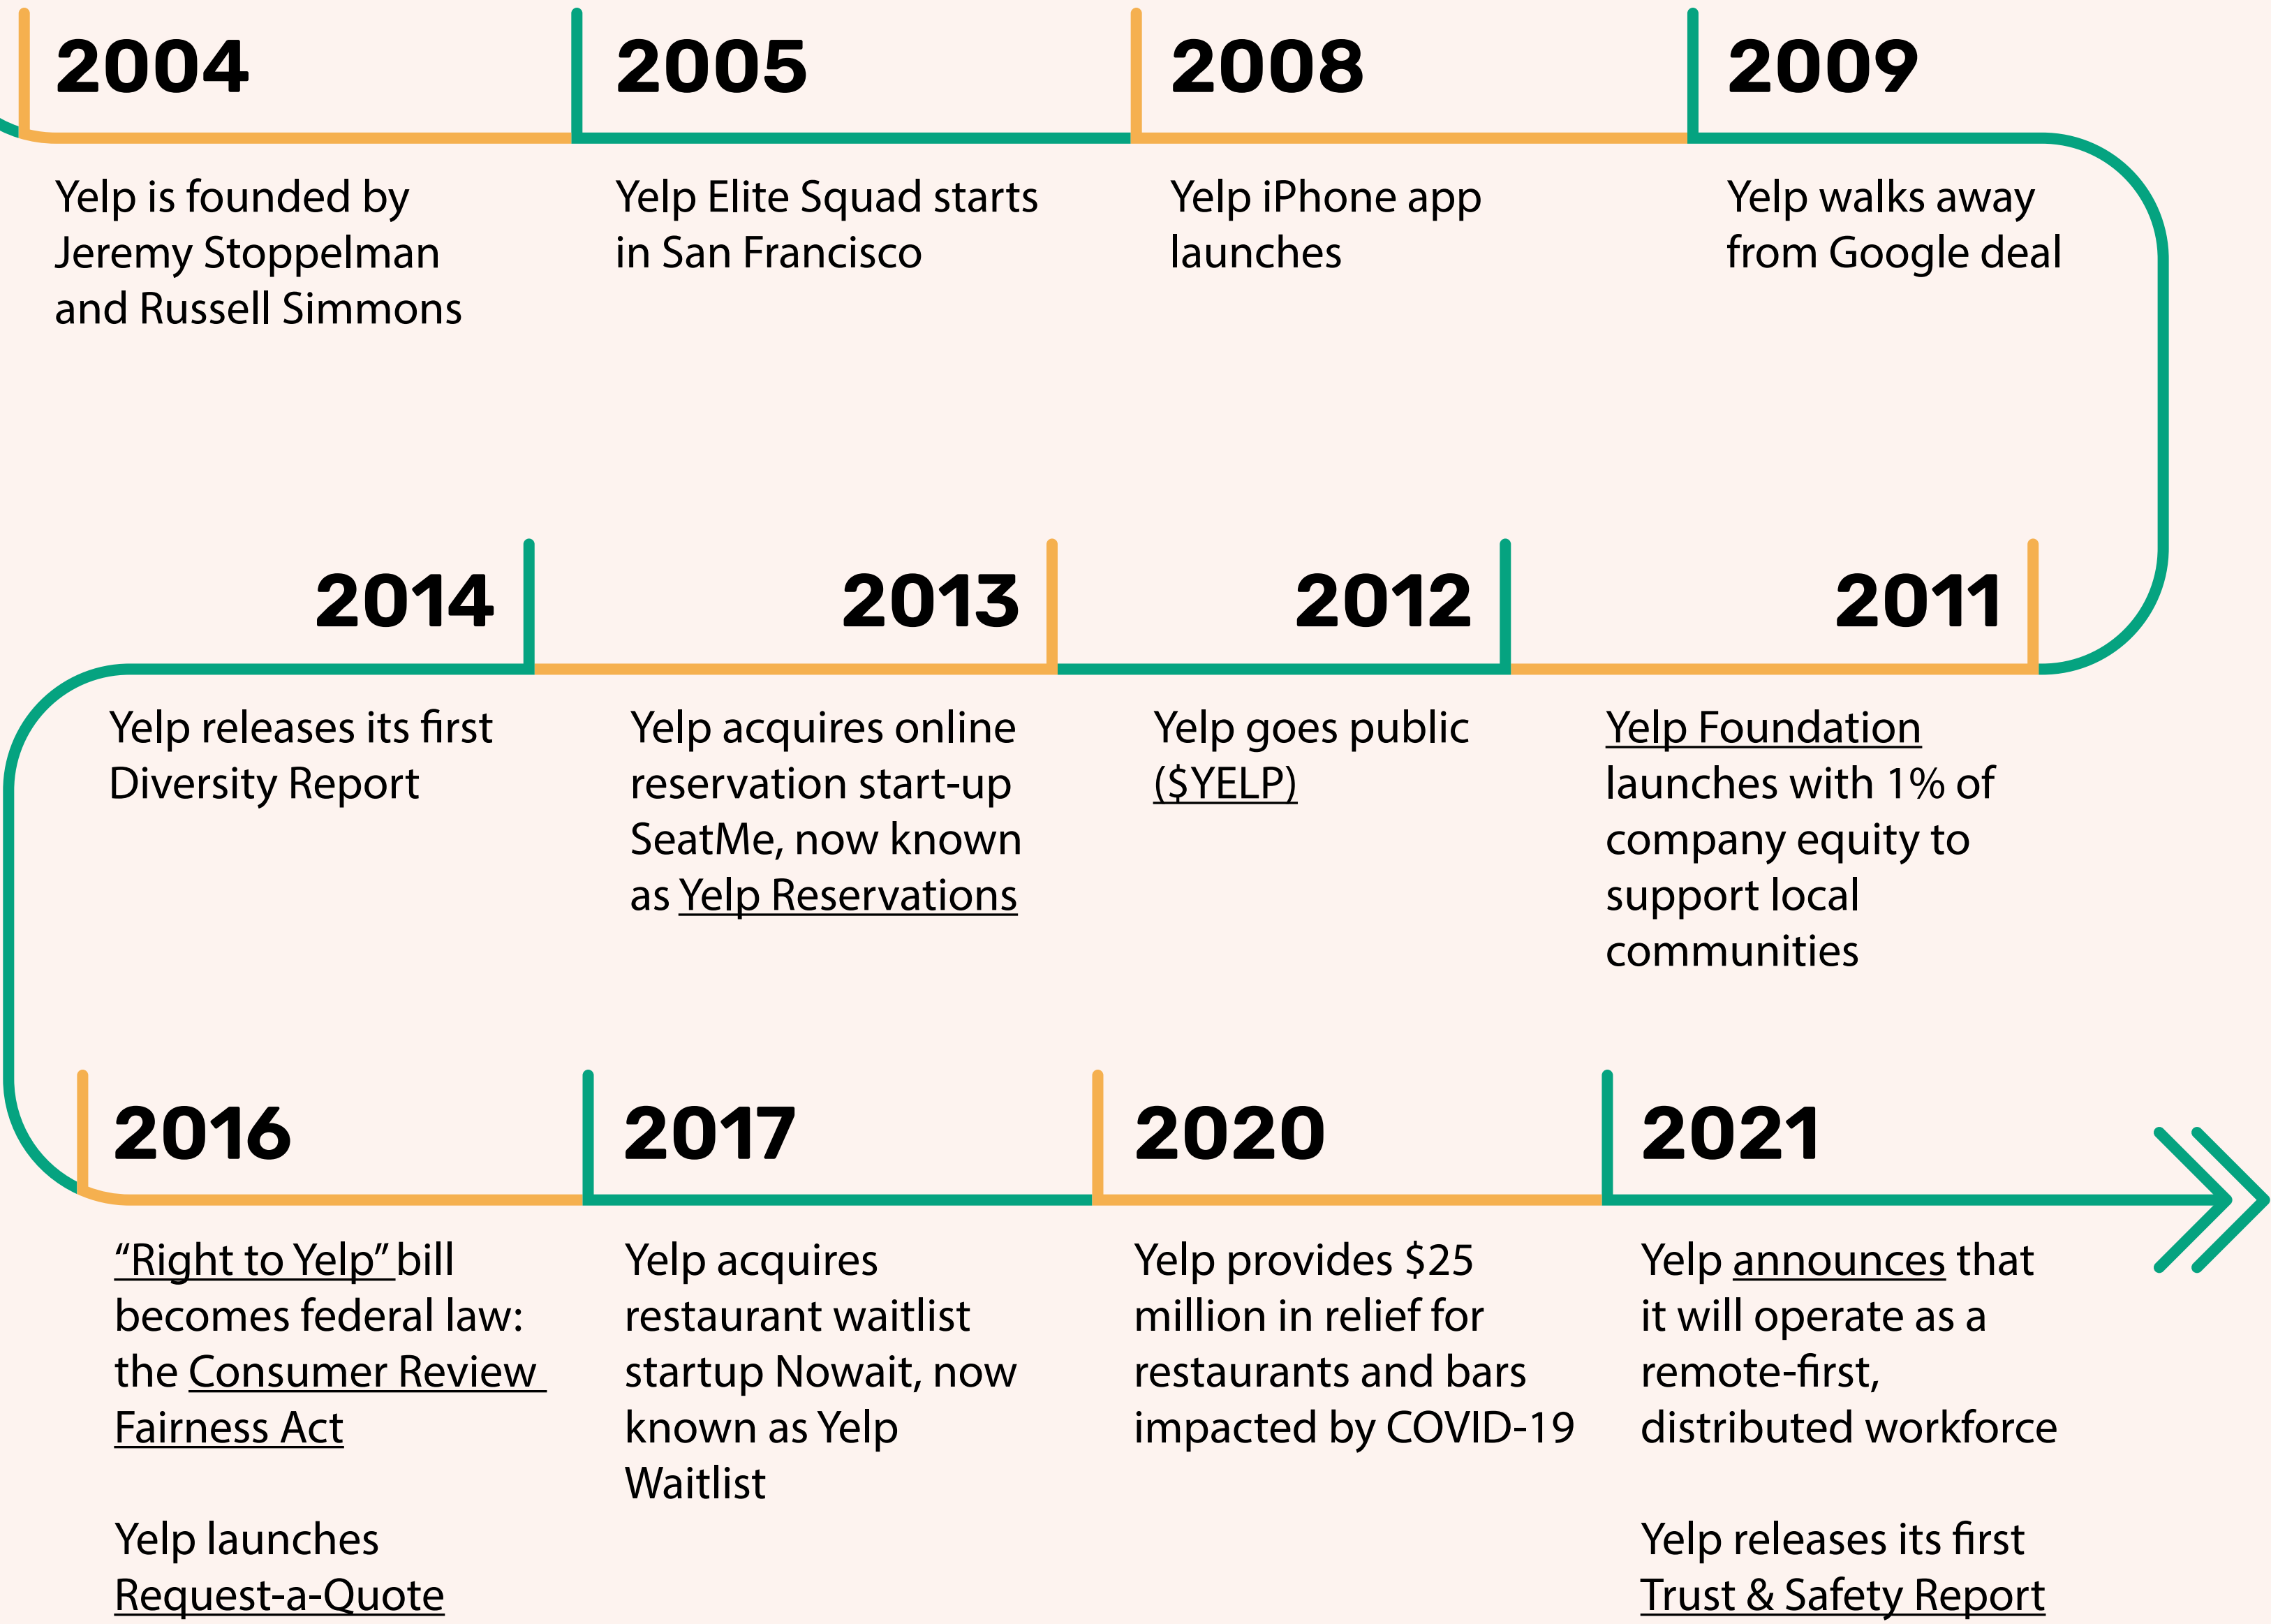 2004
Yelp is founded by
Jeremy Stoppelman
and Russell Simmons
2005
Yelp Elite Squad starts
in San Francisco
2008
Yelp iPhone app
launches
2009
Yelp walks away
from Google deal
2011
Yelp Foundation
launches with 1% of
company equity to
support local
communities
2012
Yelp goes public
($YELP)
2013
Yelp acquires online
reservation start-up
SeatMe, now known
as Yelp Reservations
2014
Yelp releases its first
Diversity Report
2016
“Right to Yelp” bill
becomes federal law:
the Consumer Review
Fairness Act
Yelp launches
Request-a-Quote
2017
Yelp acquires
restaurant waitlist
startup Nowait, now
known as Yelp
Waitlist
2020
Yelp provides $25
million in relief for
restaurants and bars
impacted by COVID-19
2021
Yelp announces that
it will operate as a
remote-first,
distributed workforce
Yelp releases its first
Trust & Safety Report